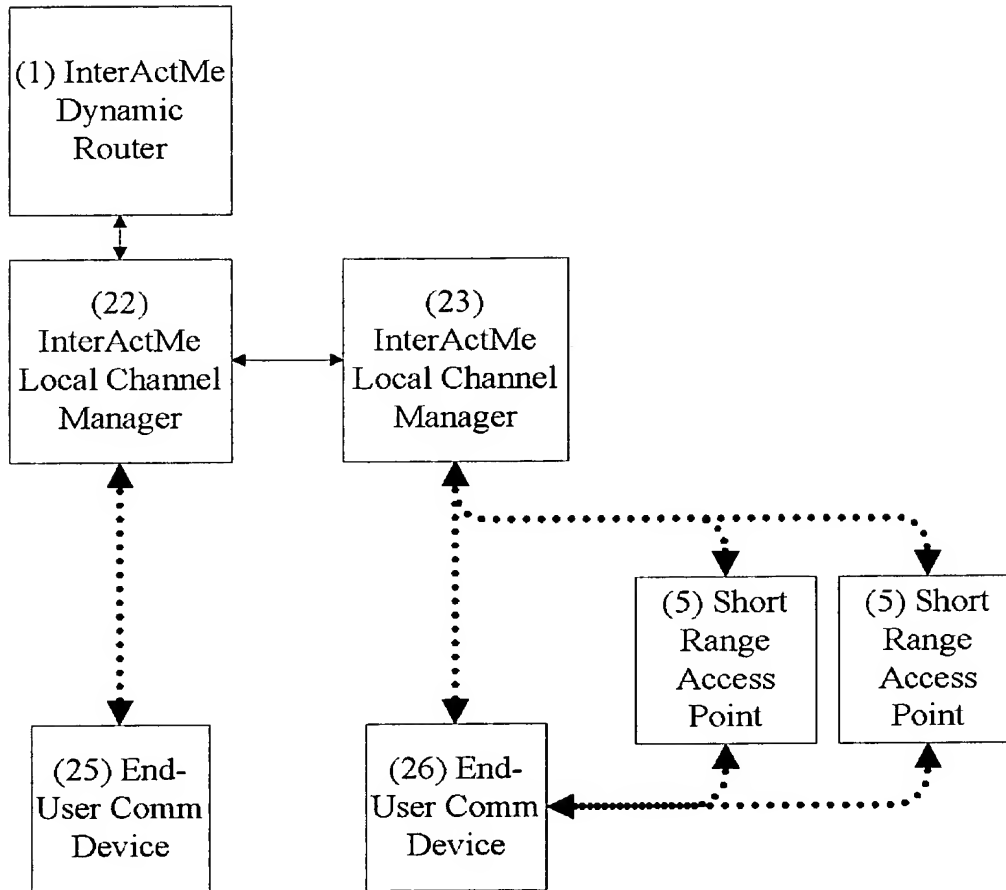 (1) InterActMe
Dynamic
Router
(22)
InterActMe
Local Channel
Manager
(23)
InterActMe
Local Channel
Manager
(5) Short
Range
Access
Point
(5) Short
Range
Access
Point
(25) End-
User Comm
Device
(26) End-
User Comm
Device